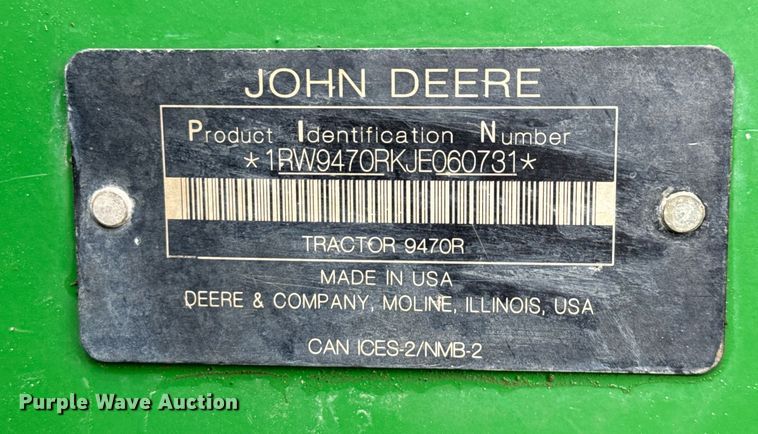 JOHN DEERE
Product Identification Number
*1RW9470RKJE060731*
TRACTOR 9470R
MADE IN USA
DEERE & COMPANY, MOLINE, ILLINOIS, USA
CAN ICES-2/NMB-2
Purple Wave Auction